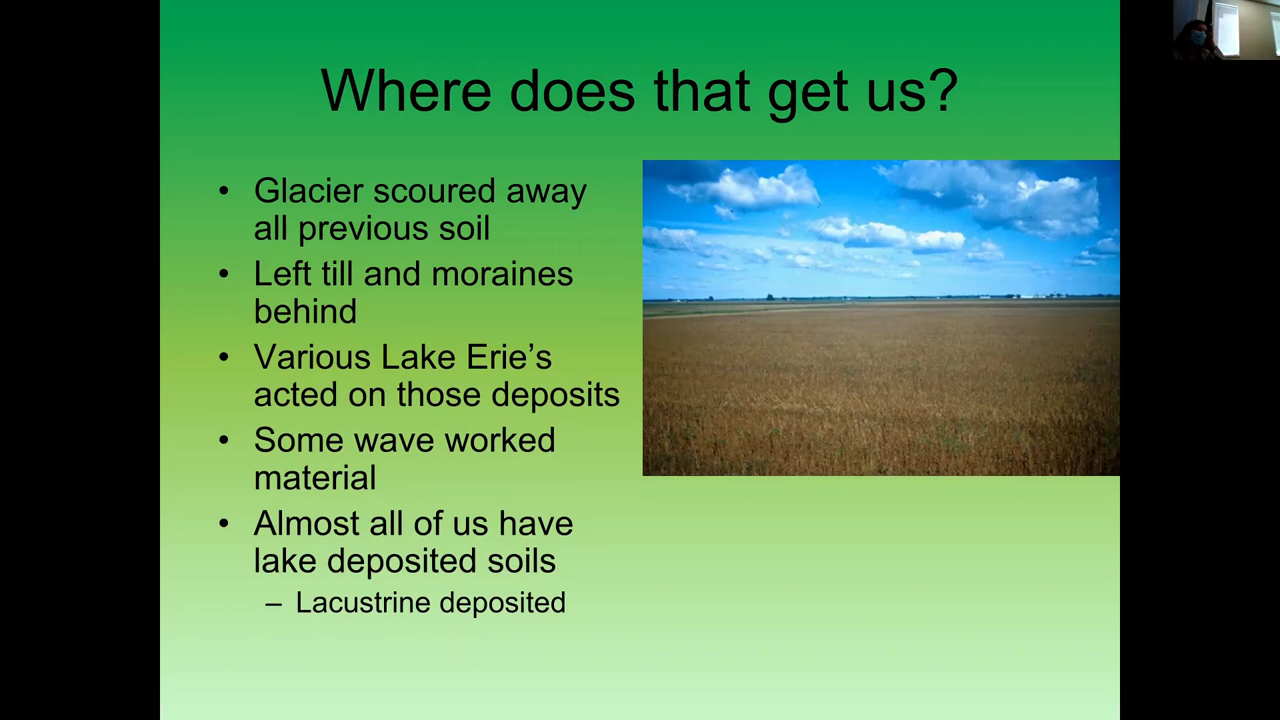 Where does that get us?
• Glacier scoured away
all previous soil
• Left till and moraines
behind
• Various Lake Erie’s
acted on those deposits
• Some wave worked
material
• Almost all of us have
lake deposited soils
– Lacustrine deposited